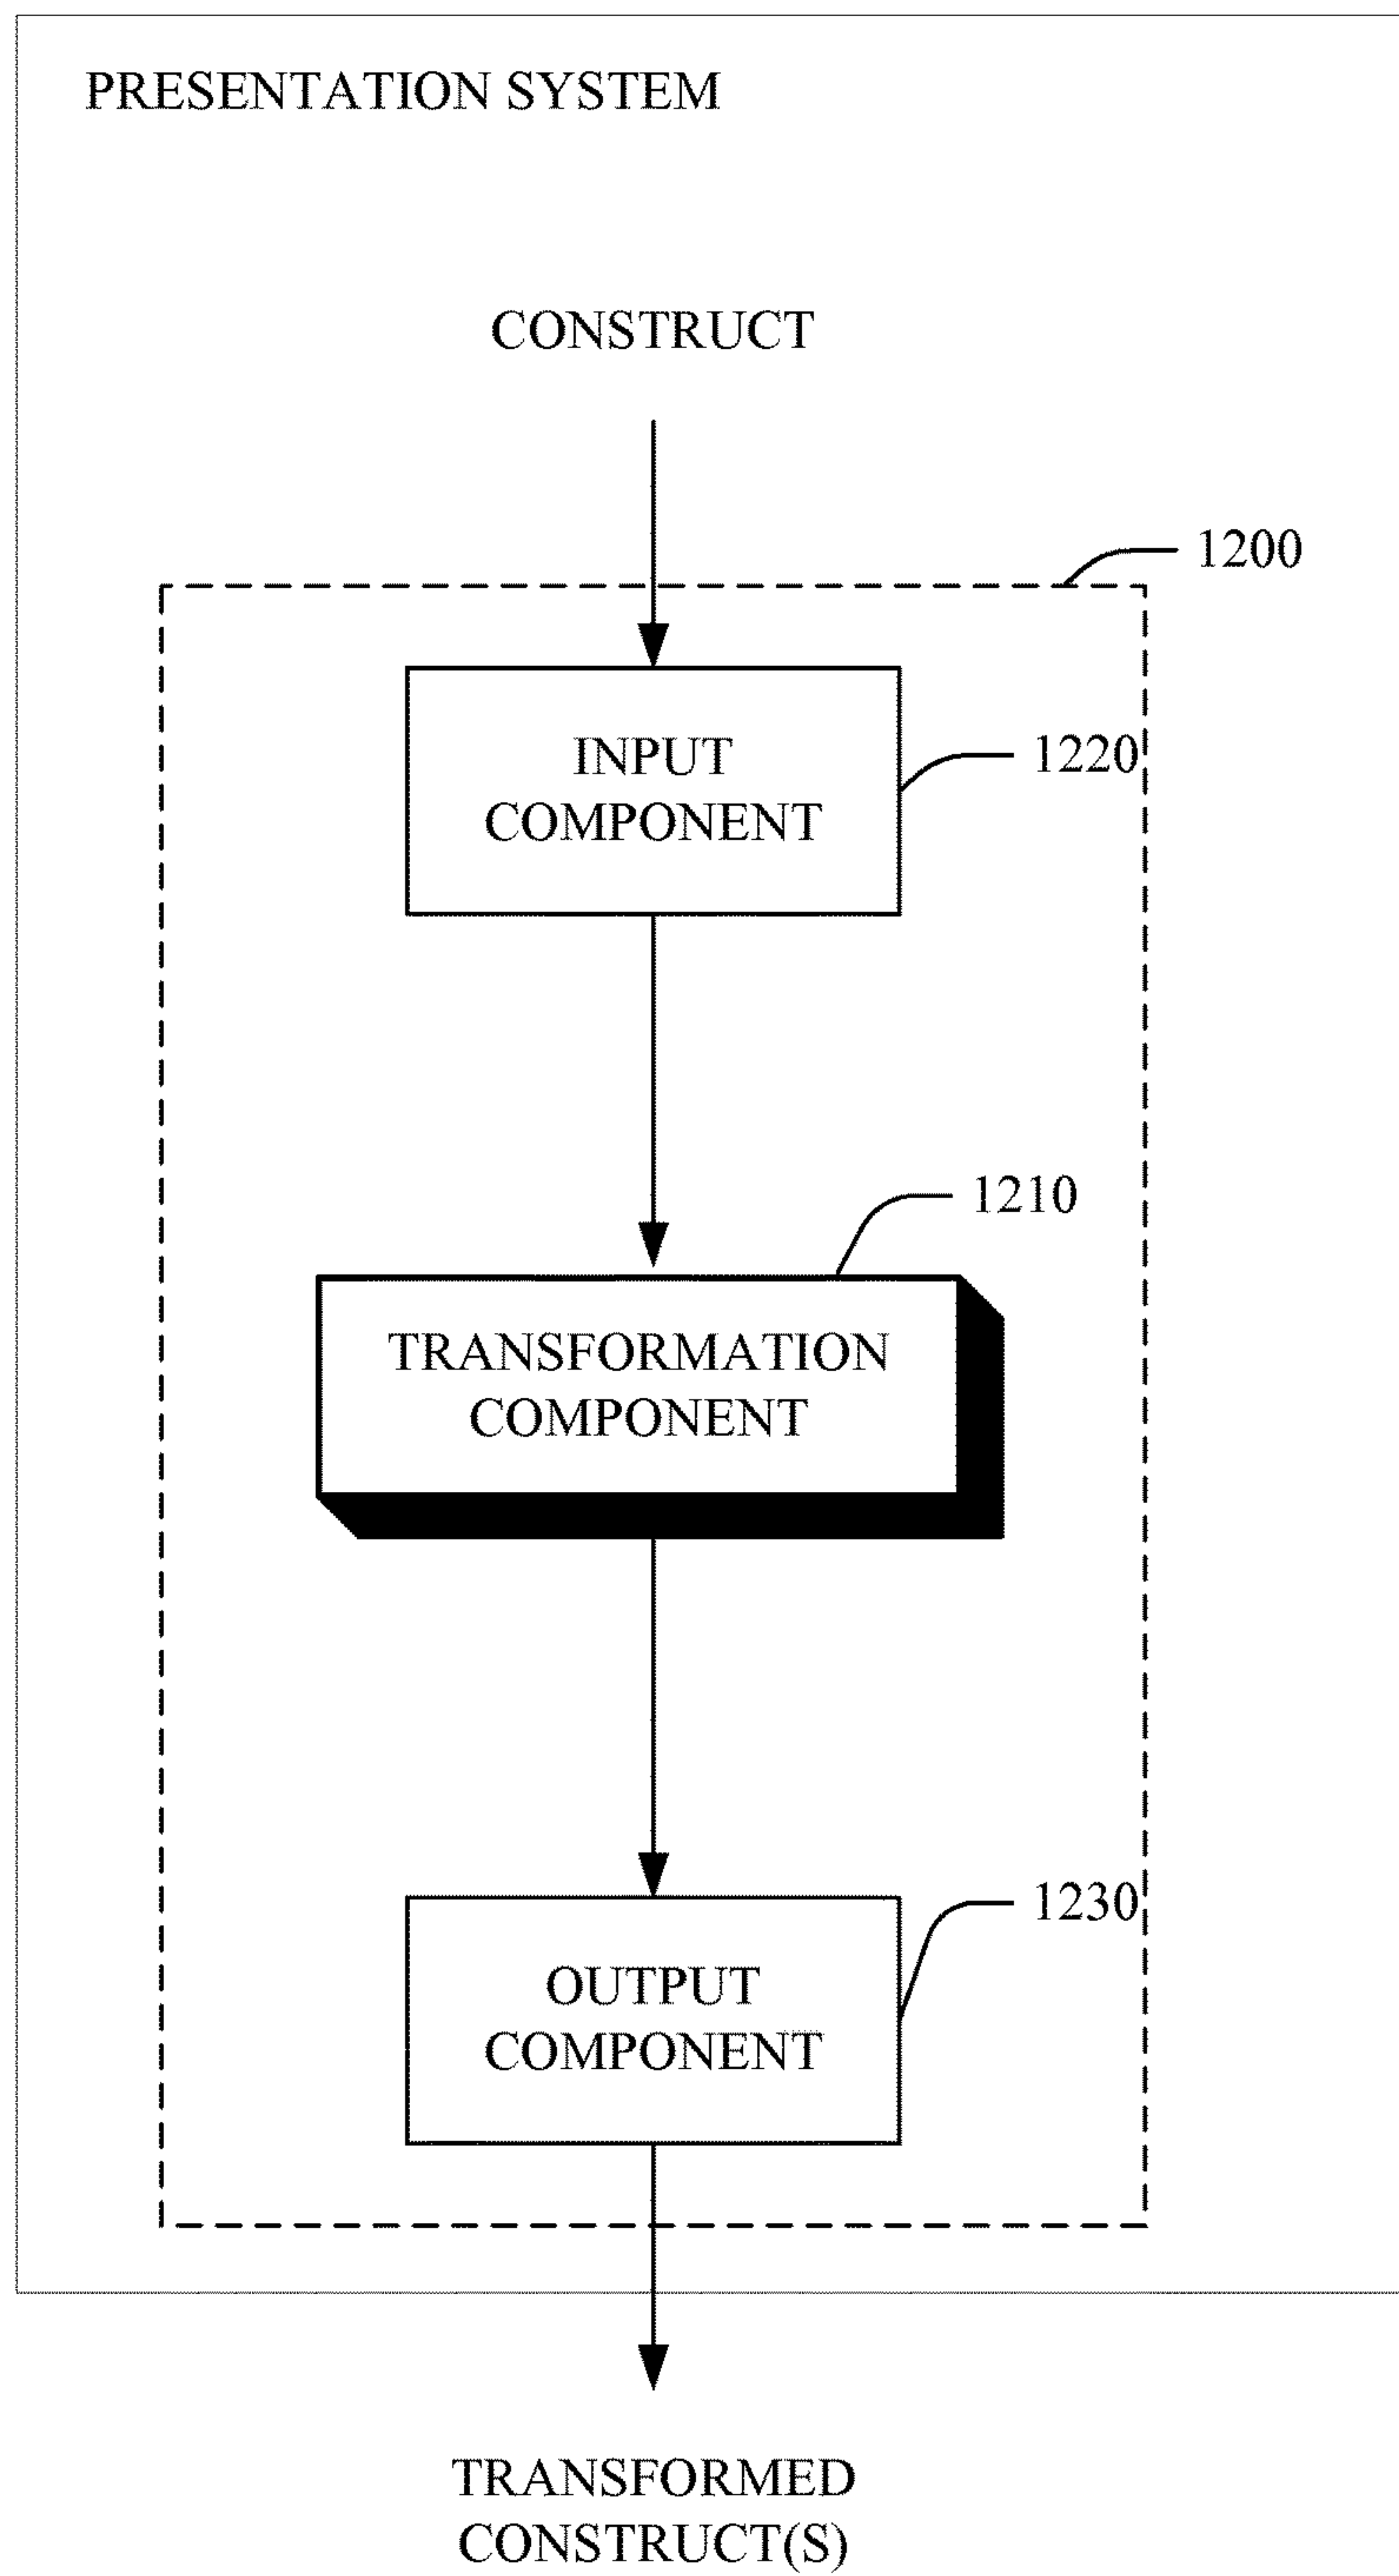 PRESENTATION SYSTEM
CONSTRUCT
1200
INPUT
COMPONENT
1220
1210
TRANSFORMATION
COMPONENT
1230
OUTPUT
COMPONENT
TRANSFORMED
CONSTRUCT(S)